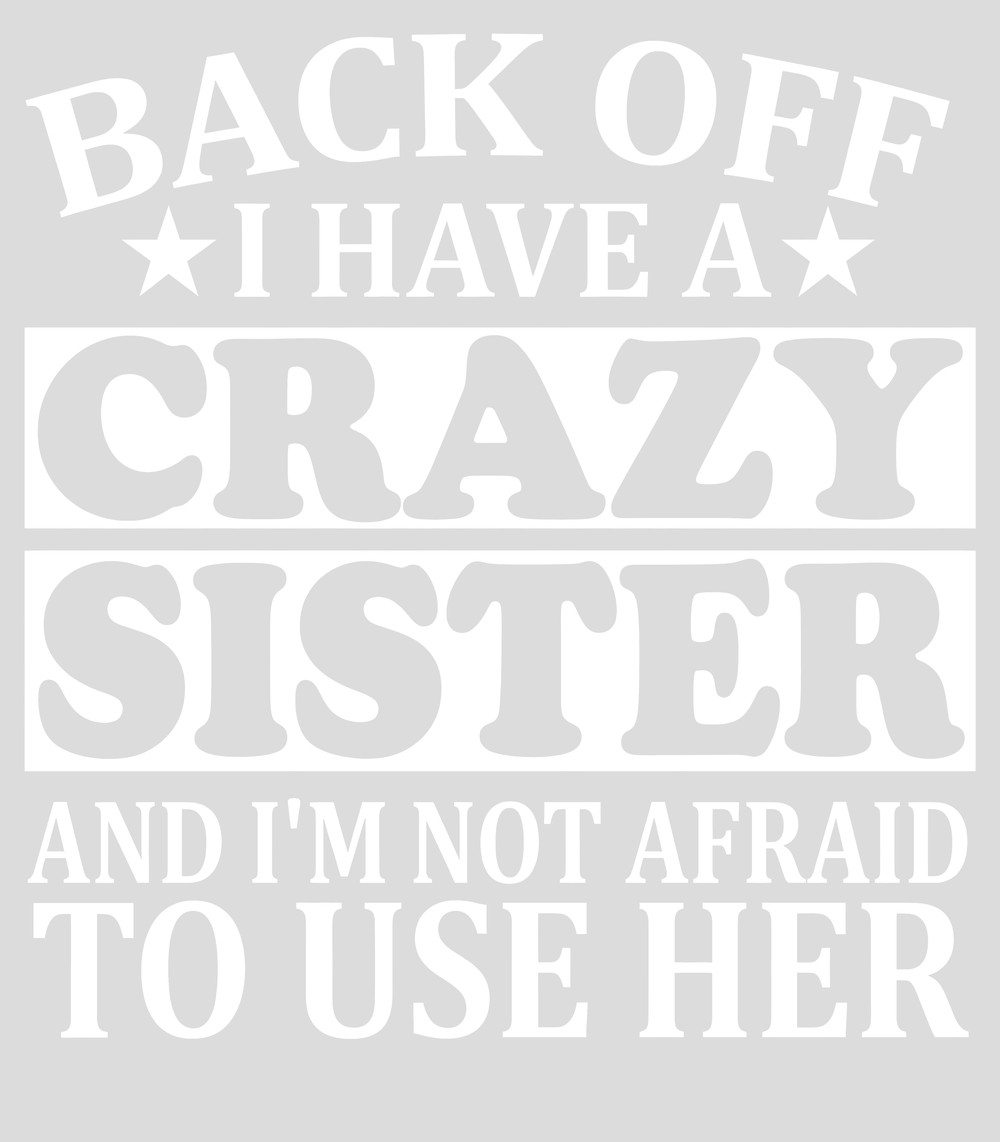 BACK OFF
I HAVE A
CRAZY
SISTER
AND I'M NOT AFRAID
TO USE HER